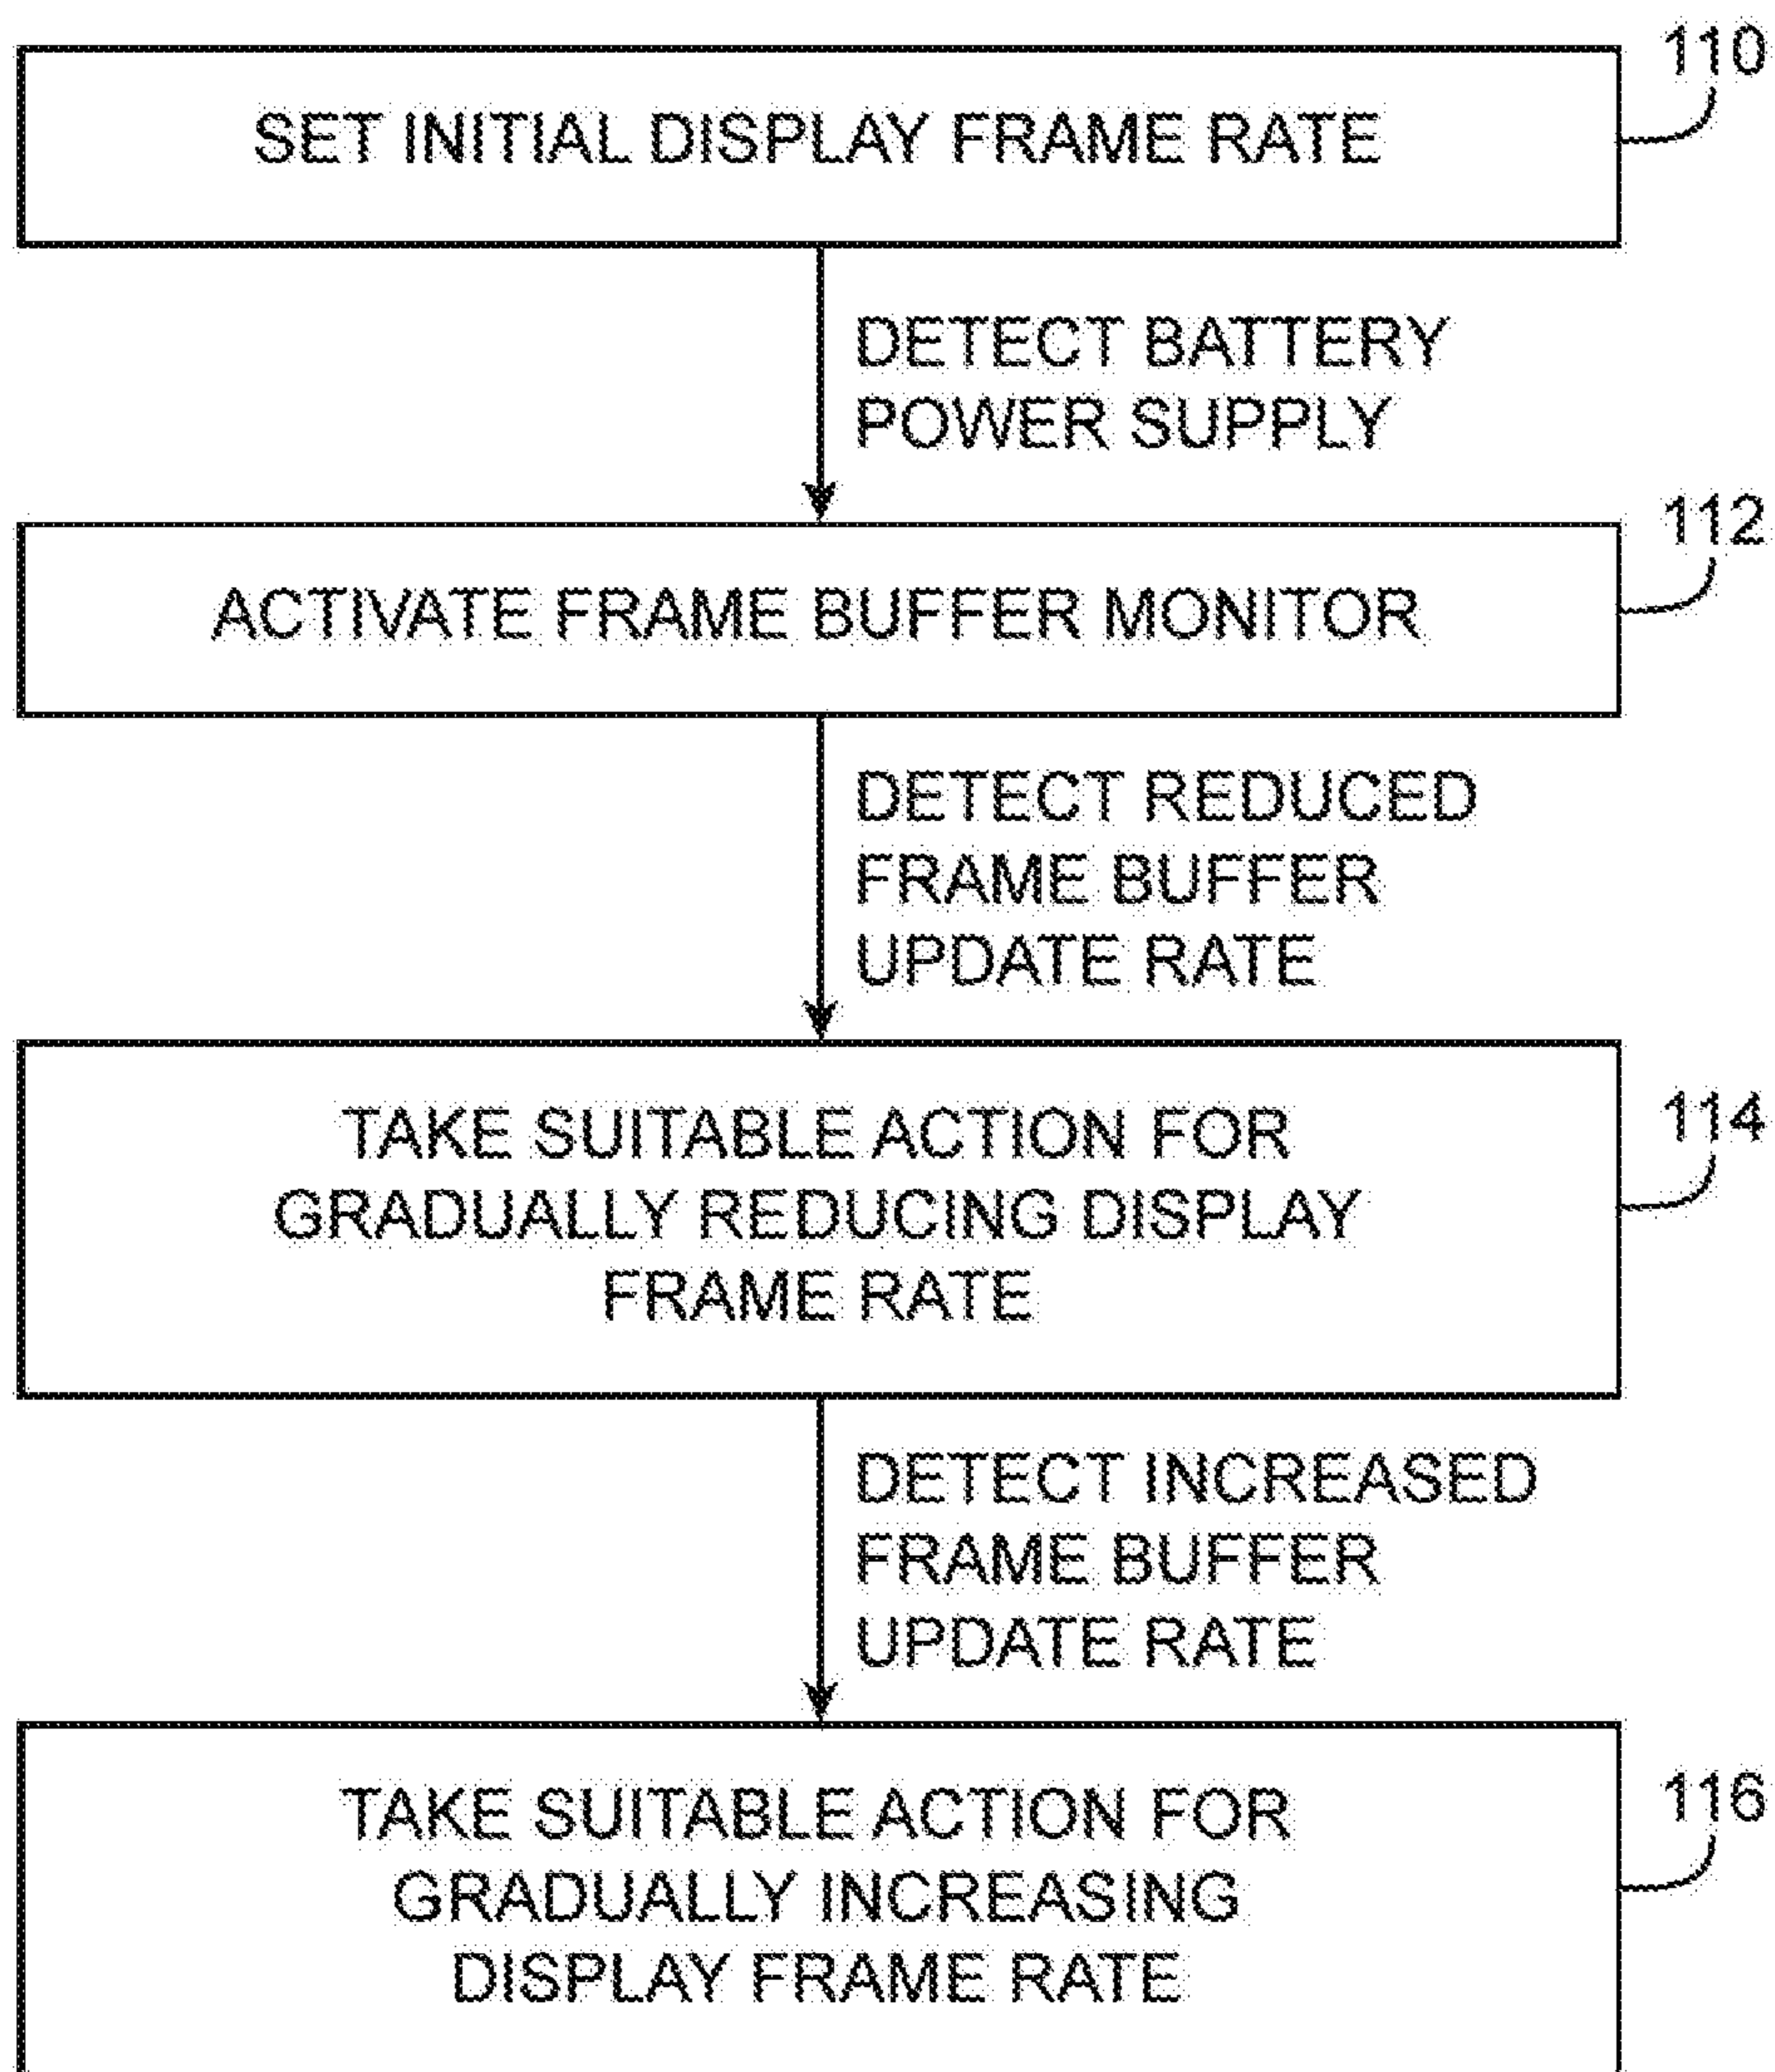 110
SET INITIAL DISPLAY FRAME RATE
DETECT BATTERY
POWER SUPPLY
112
ACTIVATE FRAME BUFFER MONITOR
DETECT REDUCED
FRAME BUFFER
UPDATE RATE
114
TAKE SUITABLE ACTION FOR
GRADUALLY REDUCING DISPLAY
FRAME RATE
DETECT INCREASED
FRAME BUFFER
UPDATE RATE
116
TAKE SUITABLE ACTION FOR
GRADUALLY INCREASING
DISPLAY FRAME RATE